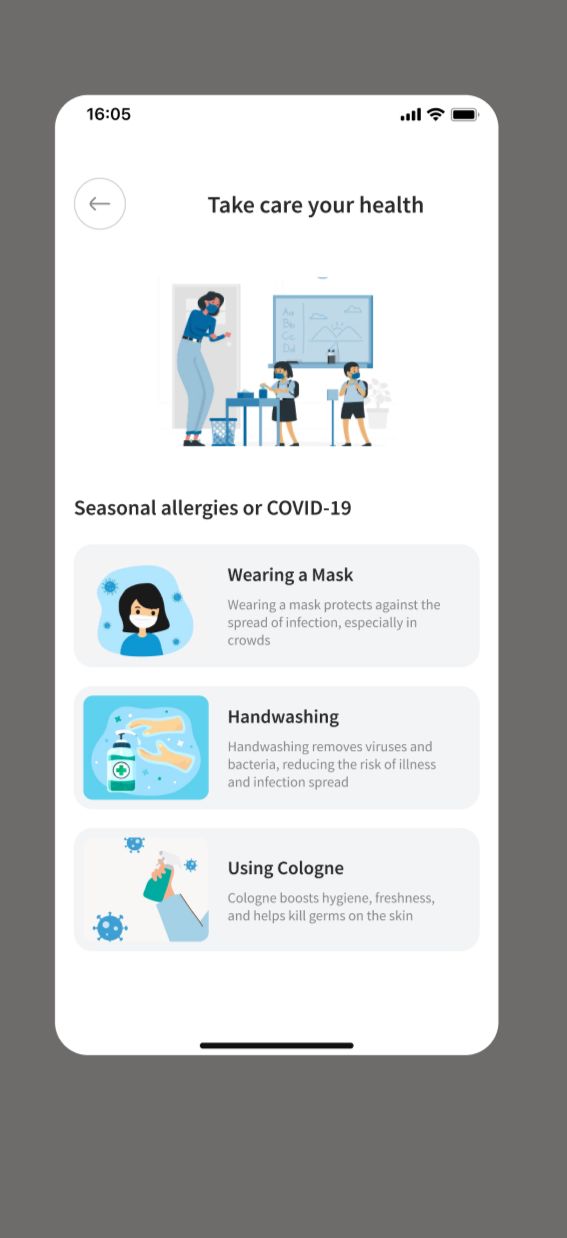 16:05
Take care your health
Aa
Bb
Cc
Dd
Seasonal allergies or COVID-19
Wearing a Mask
Wearing a mask protects against the
spread of infection, especially in
crowds
Handwashing
Handwashing removes viruses and
bacteria, reducing the risk of illness
and infection spread
Using Cologne
Cologne boosts hygiene, freshness,
and helps kill germs on the skin